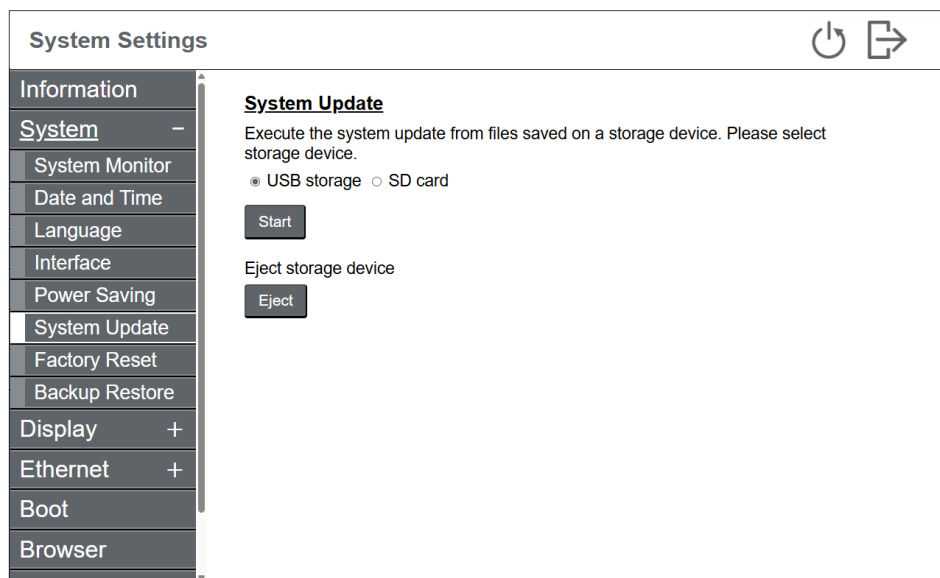 System Settings
Information
System −
System Monitor
Date and Time
Language
Interface
Power Saving
System Update
Factory Reset
Backup Restore
Display +
Ethernet +
Boot
Browser
System Update
Execute the system update from files saved on a storage device. Please select
storage device.
USB storage SD card
Start
Eject storage device
Eject